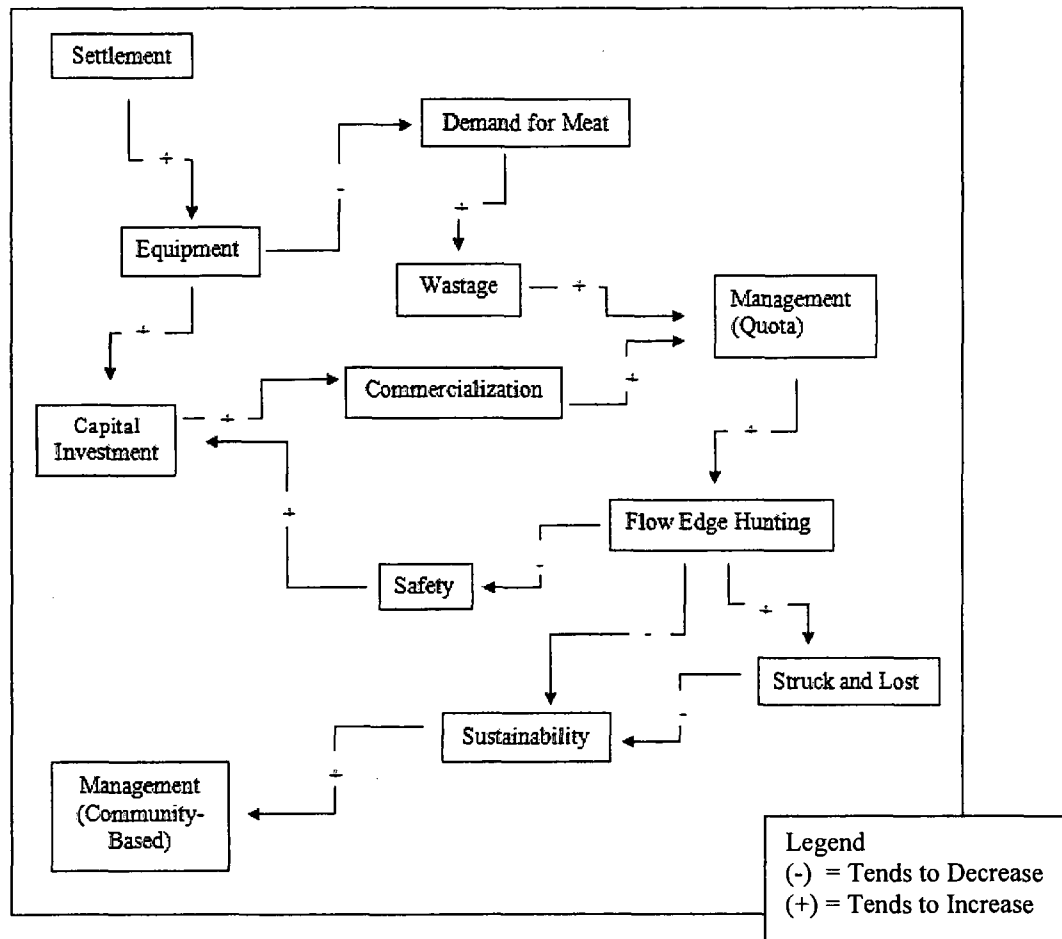 Settlement
+
Demand for Meat
-
+
Equipment
Wastage
+
Management
(Quota)
+
Commercialization
+
Capital
Investment
+
+
Flow Edge Hunting
+
-
Safety
+
-
Struck and Lost
-
Sustainability
+
Management
(Community-
Based)
Legend
(-) = Tends to Decrease
(+) = Tends to Increase